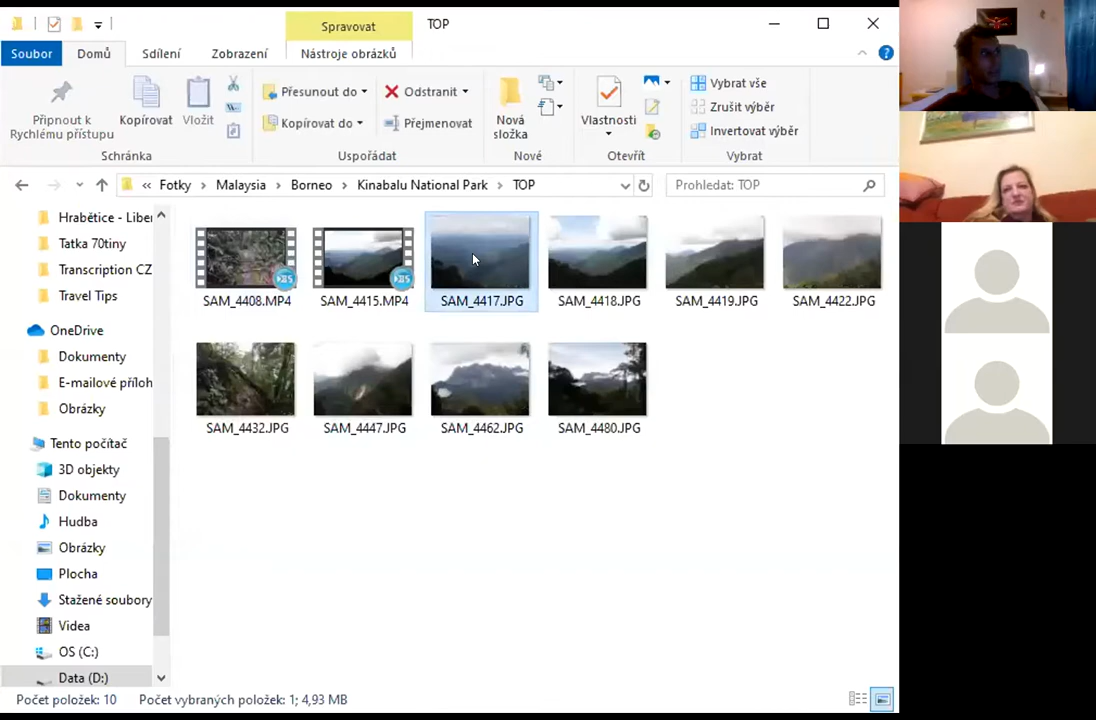 Spravovat
TOP
Soubor
Domů
Sdílení
Zobrazení
Nástroje obrázků
Připnout k
Rychlému přístupu
Kopírovat
Vložit
Přesunout do
Kopírovat do
Odstranit
Přejmenovat
Nová
složka
Vlastnosti
Vybrat vše
Zrušit výběr
Invertovat výběr
Schránka
Uspořádat
Nové
Otevřít
Vybrat
« Fotky › Malaysia › Borneo › Kinabalu National Park › TOP
Prohledat: TOP
Hrabětice - Liber
Tatka 70tiny
Transcription CZ
Travel Tips
OneDrive
Dokumenty
E-mailové příloh
Obrázky
Tento počítač
3D objekty
Dokumenty
Hudba
Obrázky
Plocha
Stažené soubory
Videa
OS (C:)
Data (D:)
SAM_4408.MP4
SAM_4415.MP4
SAM_4417.JPG
SAM_4418.JPG
SAM_4419.JPG
SAM_4422.JPG
SAM_4432.JPG
SAM_4447.JPG
SAM_4462.JPG
SAM_4480.JPG
Počet položek: 10
Počet vybraných položek: 1; 4,93 MB